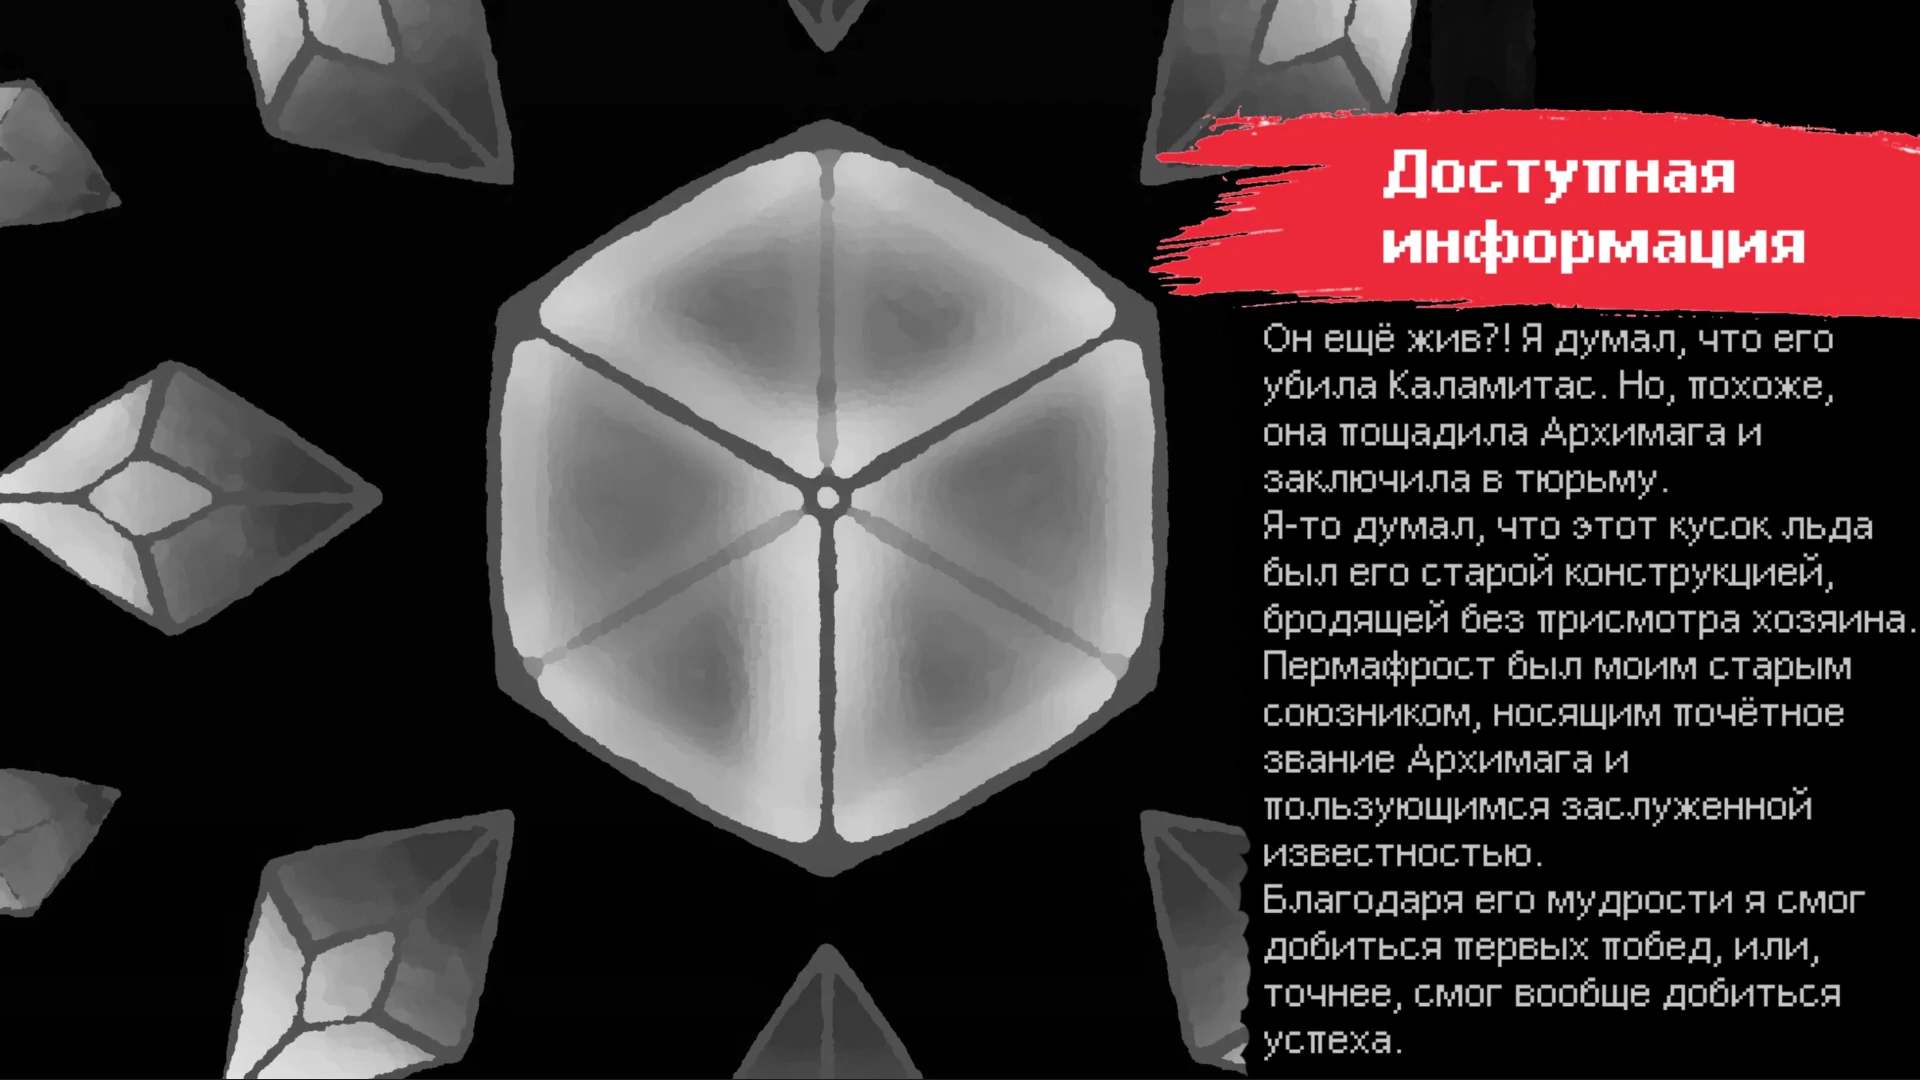 Доступная
информация
Он ещё жив?! Я думал, что его
убила Каламитас. Но, похоже,
она пощадила Архимага и
заключила в тюрьму.
Я-то думал, что этот кусок льда
был его старой конструкцией,
бродящей без присмотра хозяина.
Пермафрост был моим старым
союзником, носящим почётное
звание Архимага и
пользующимся заслуженной
известностью.
Благодаря его мудрости я смог
добиться первых побед, или,
точнее, смог вообще добиться
успеха.